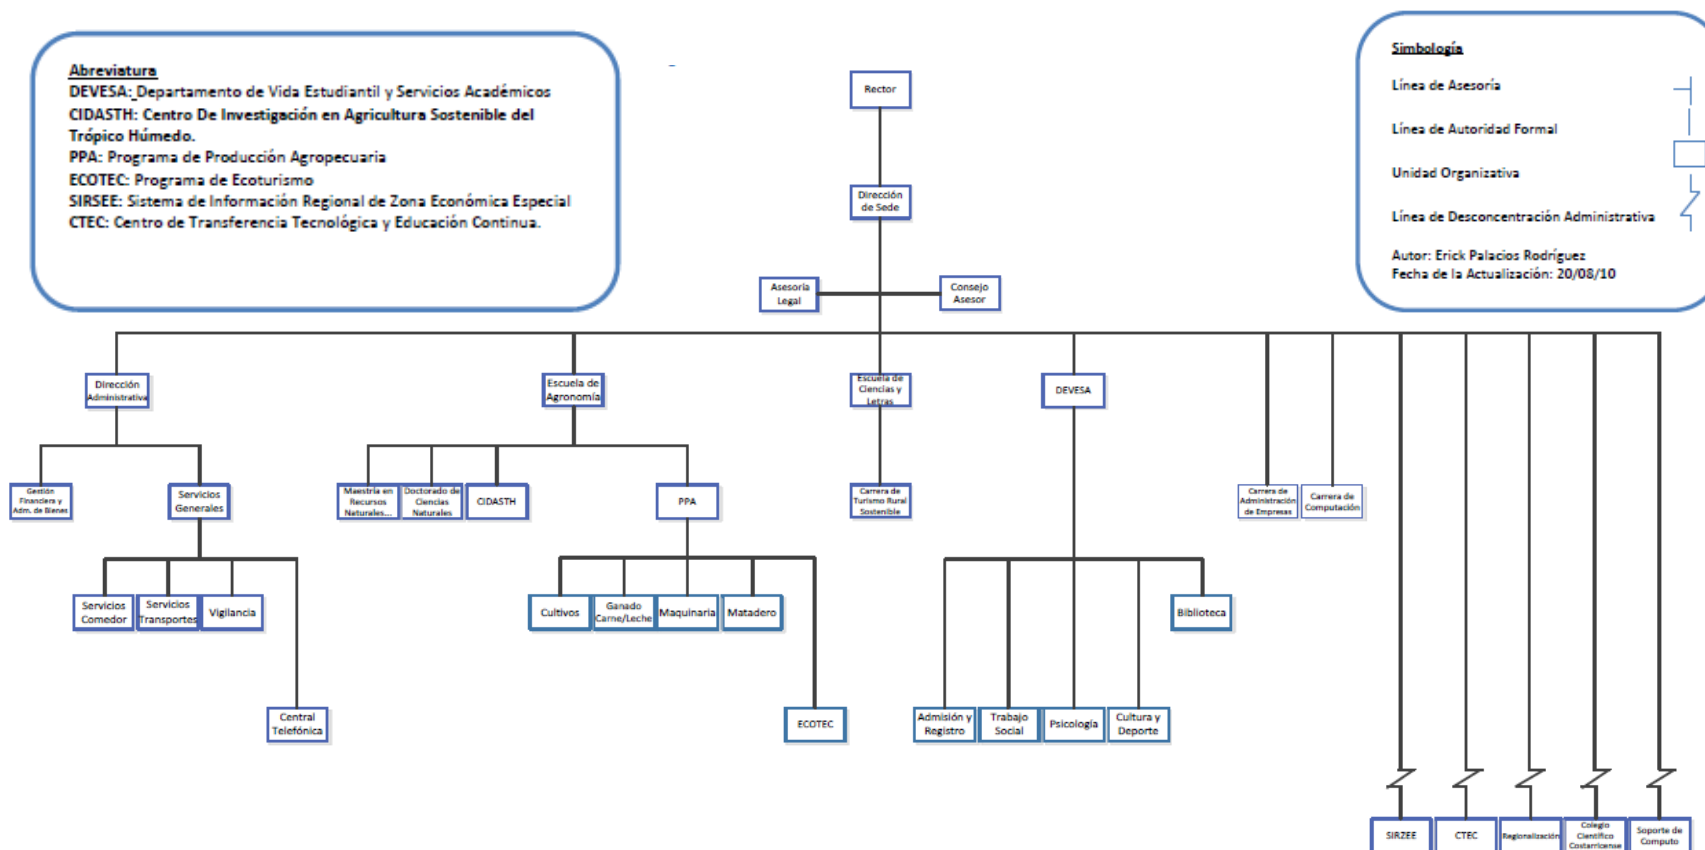 Abreviatura
DEVESA: Departamento de Vida Estudiantil y Servicios Académicos
CIDASTH: Centro De Investigación en Agricultura Sostenible del
Trópico Húmedo.
PPA: Programa de Producción Agropecuaria
ECOTEC: Programa de Ecoturismo
SIRSEE: Sistema de Información Regional de Zona Económica Especial
CTEC: Centro de Transferencia Tecnológica y Educación Continua.
Simbología
Línea de Asesoría
Línea de Autoridad Formal
Unidad Organizativa
Línea de Desconcentración Administrativa
Autor: Erick Palacios Rodríguez
Fecha de la Actualización: 20/08/10
Rector
Dirección
de Sede
Asesoría
Legal
Consejo
Asesor
Dirección
Administrativa
Escuela de
Agronomía
Escuela de
Ciencias y
Letras
DEVESA
Gestión
Financiera y
Adm. de Bienes
Servicios
Generales
Maestría en
Recursos
Naturales...
Doctorado de
Ciencias
Naturales
CIDASTH
PPA
Carrera de
Turismo Rural
Sostenible
Carrera de
Administración
de Empresas
Carrera de
Computación
Servicios
Comedor
Servicios
Transportes
Vigilancia
Cultivos
Ganado
Carne/Leche
Maquinaria
Matadero
Biblioteca
Central
Telefónica
ECOTEC
Admisión y
Registro
Trabajo
Social
Psicología
Cultura y
Deporte
SIRZEE
CTEC
Regionalización
Colegio
Científico
Costarricense
Soporte de
Computo